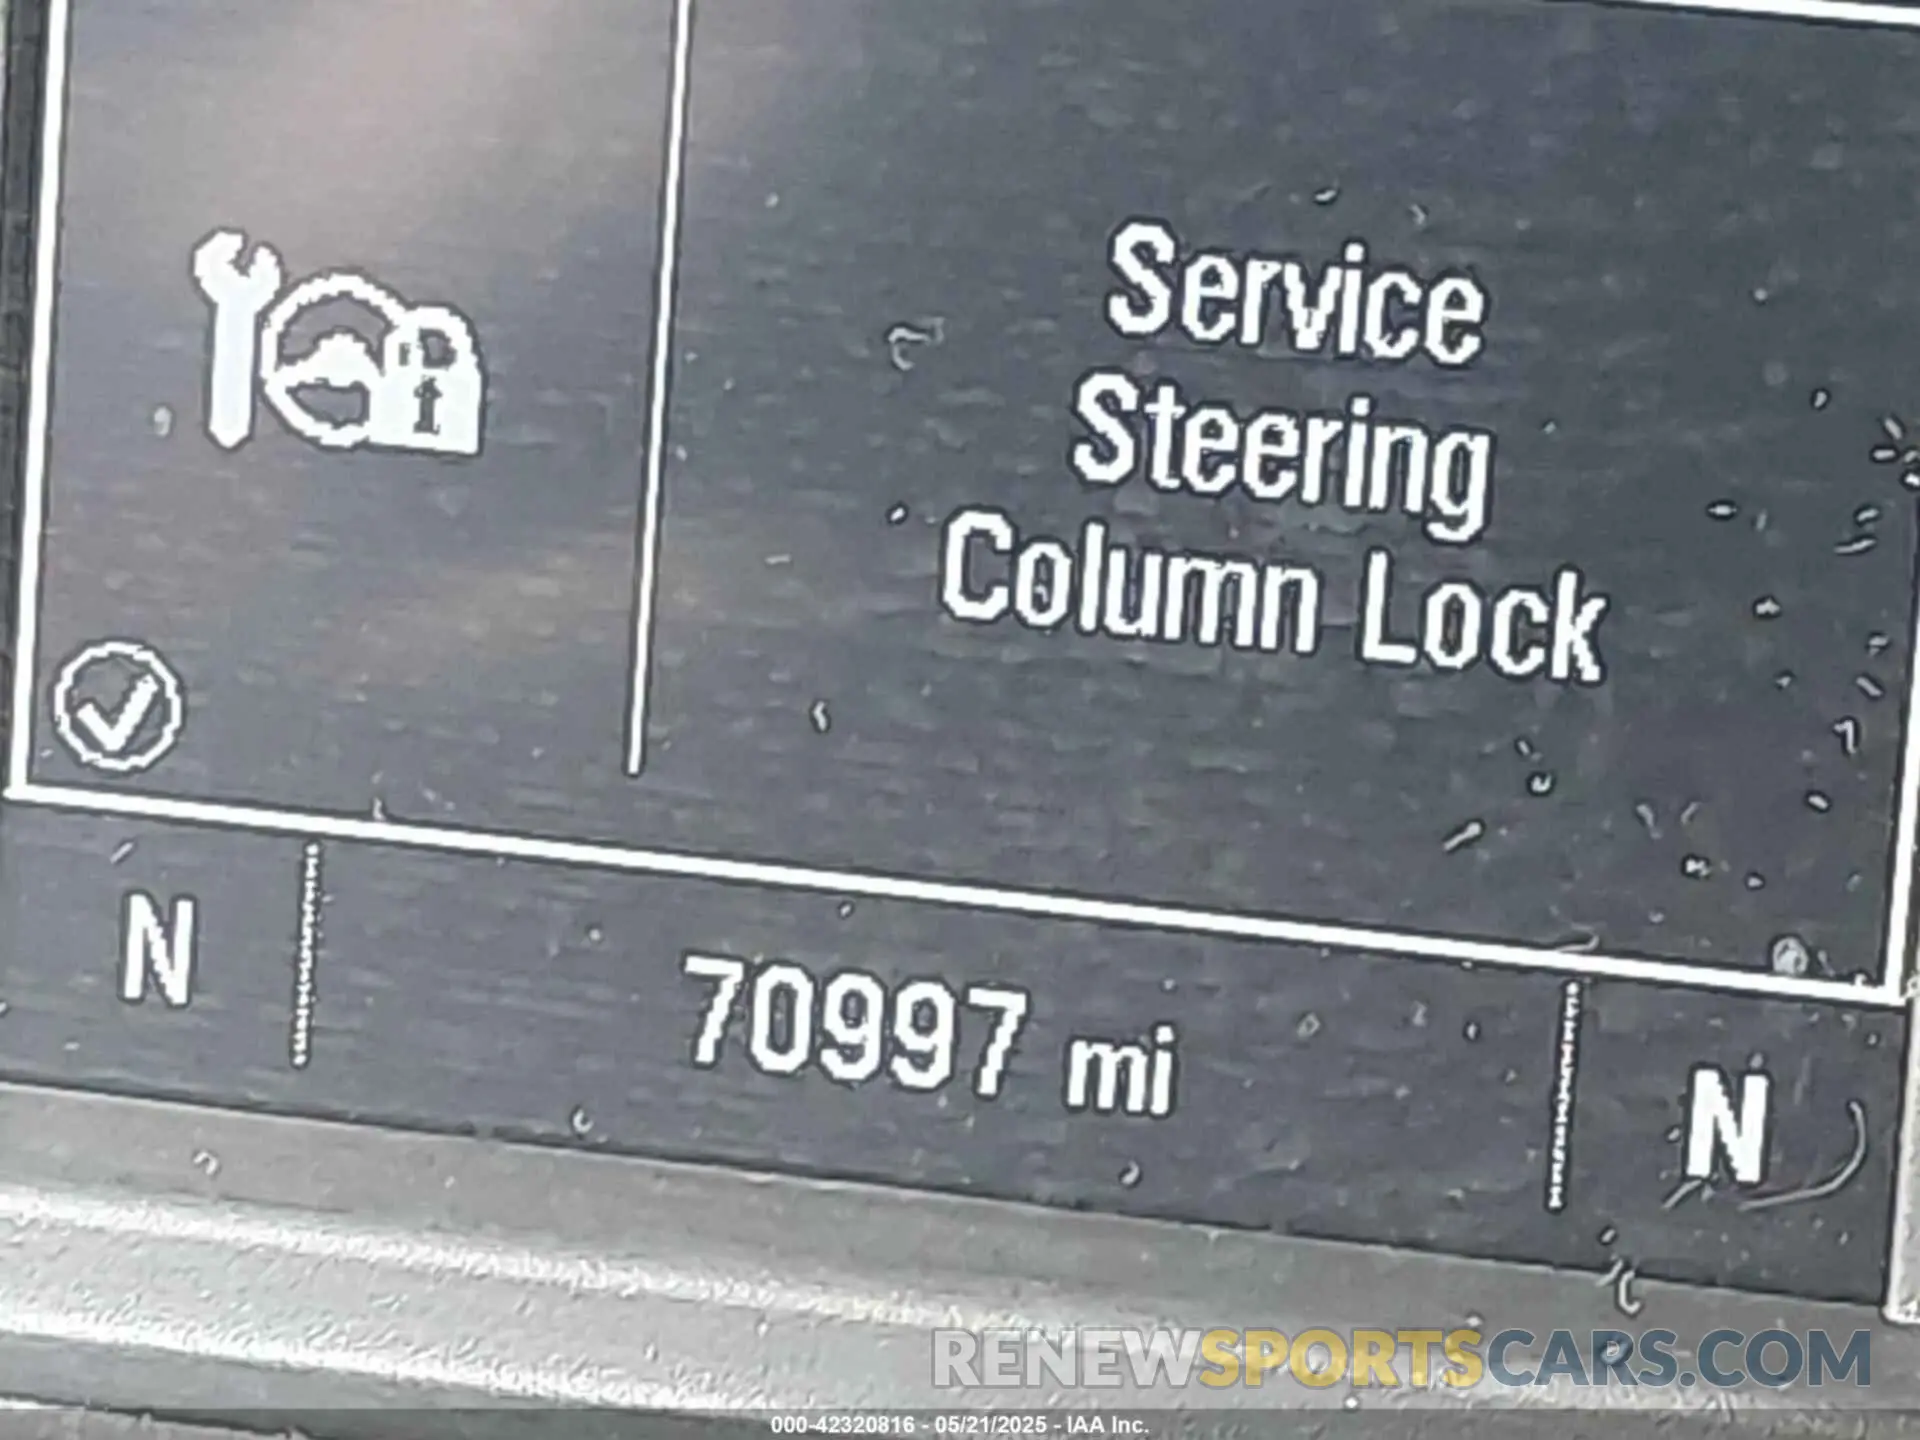 Service
Steering
Column Lock
N
70997 mi
N
RENEWSPORTSCARS.COM
000-42320816 - 05/21/2025 - IAA Inc.